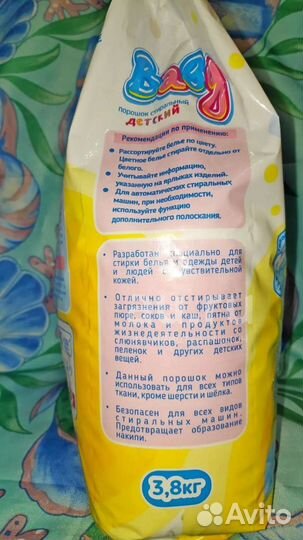 Baby
порошок стиральный
детский
Рекомендации по применению:
• Рассортируйте белье по цвету.
Цветное белье стирайте отдельно от
белого.
• Учитывайте информацию,
указанную на ярлыках изделий.
• Для автоматических стиральных
машин, при необходимости,
используйте функцию
дополнительного полоскания.
• Разработан для
стирки белья и одежды детей
и людей с чувствительной
кожей.
• Отлично отстирывает
загрязнения от фруктовых
пюре, соков и каш, пятна от
молока и продуктов
жизнедеятельности со
слюнявчиков, распашочек,
пеленок и других детских
вещей.
• Данный порошок можно
использовать для всех типов
ткани, кроме шерсти и шёлка.
• Безопасен для всех видов
стиральных машин.
Предотвращает образование
накипи.
3,8кг
Avito